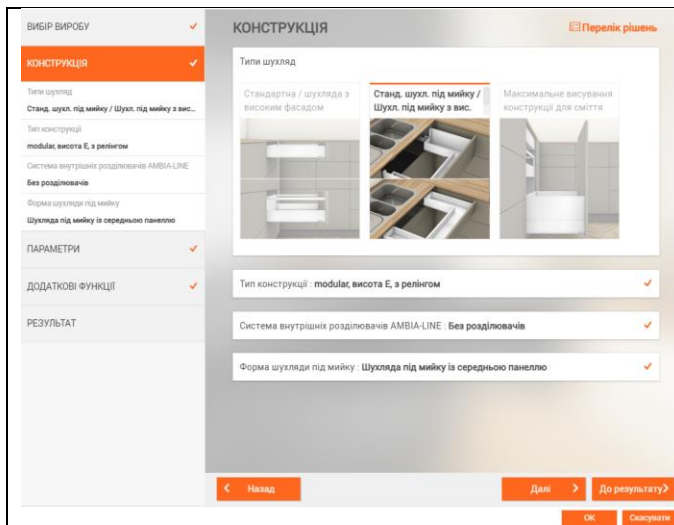 ВИБІР ВИРОБУ
КОНСТРУКЦІЯ
Типи шухляд
Станд. шухл. під мийку / Шухл. під мийку з вис...
Тип конструкції
modular, висота E, з релінгом
Система внутрішніх розділювачів AMBIA-LINE
Без розділювачів
Форма шухляди під мийку
Шухляда під мийку із середньою панеллю
ПАРАМЕТРИ
ДОДАТКОВІ ФУНКЦІЇ
РЕЗУЛЬТАТ
КОНСТРУКЦІЯ
Перелік рішень
Типи шухляд
Стандартна / шухляда з
високим фасадом
Станд. шухл. під мийку /
Шухл. під мийку з вис.
Максимальне висування
конструкції для сміття
Тип конструкції : modular, висота E, з релінгом
Система внутрішніх розділювачів AMBIA-LINE : Без розділювачів
Форма шухляди під мийку : Шухляда під мийку із середньою панеллю
Назад
Далі
До результату
OK
Скасувати